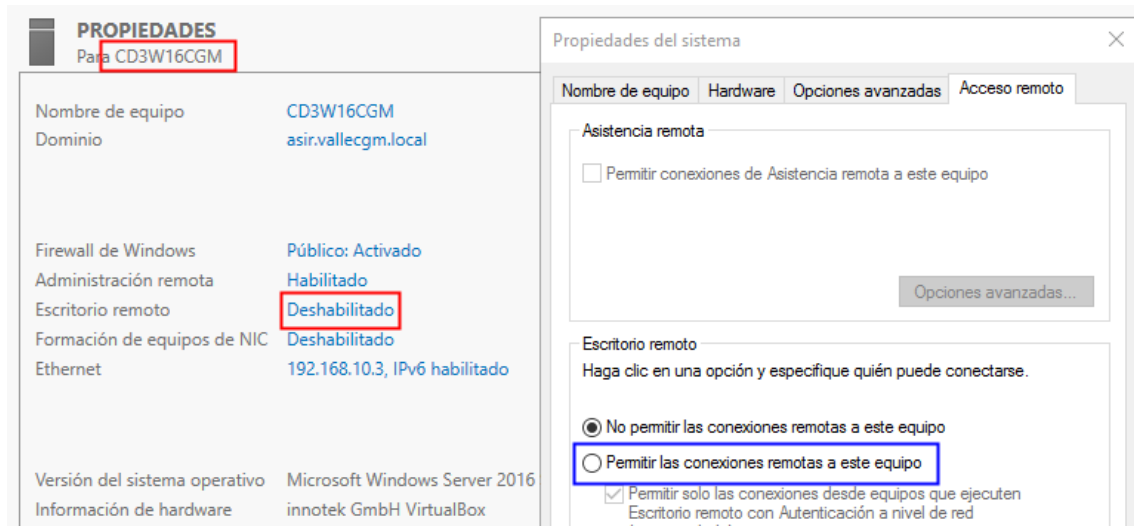 PROPIEDADES
Para CD3W16CGM
Nombre de equipo CD3W16CGM
Dominio asir.vallecgm.local
Firewall de Windows Público: Activado
Administración remota Habilitado
Escritorio remoto Deshabilitado
Formación de equipos de NIC Deshabilitado
Ethernet 192.168.10.3, IPv6 habilitado
Versión del sistema operativo Microsoft Windows Server 2016
Información de hardware innotek GmbH VirtualBox
Propiedades del sistema
Nombre de equipo Hardware Opciones avanzadas Acceso remoto
Asistencia remota
Permitir conexiones de Asistencia remota a este equipo
Opciones avanzadas...
Escritorio remoto
Haga clic en una opción y especifique quién puede conectarse.
No permitir las conexiones remotas a este equipo
Permitir las conexiones remotas a este equipo
Permitir solo las conexiones desde equipos que ejecuten
Escritorio remoto con Autenticación a nivel de red